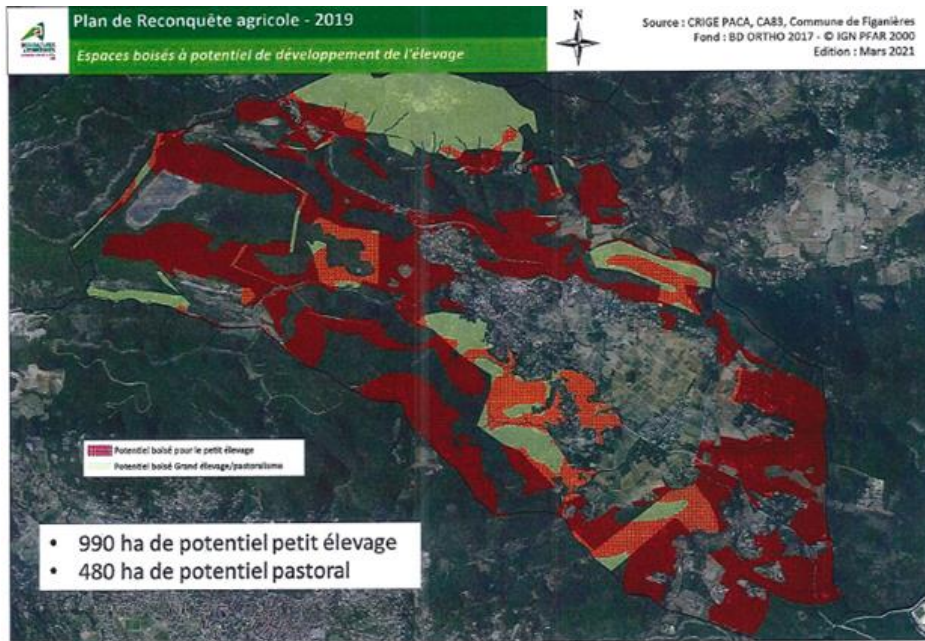 Plan de Reconquête agricole - 2019
Espaces boisés à potentiel de développement de l'élevage
N
Source : CRIGE PACA, CA83, Commune de Figanières
Fond : BD ORTHO 2017 - © IGN PFAR 2000
Edition : Mars 2021
Potentiel boisé pour le petit élevage
Potentiel boisé Grand élevage/pastoralisme
• 990 ha de potentiel petit élevage
• 480 ha de potentiel pastoral